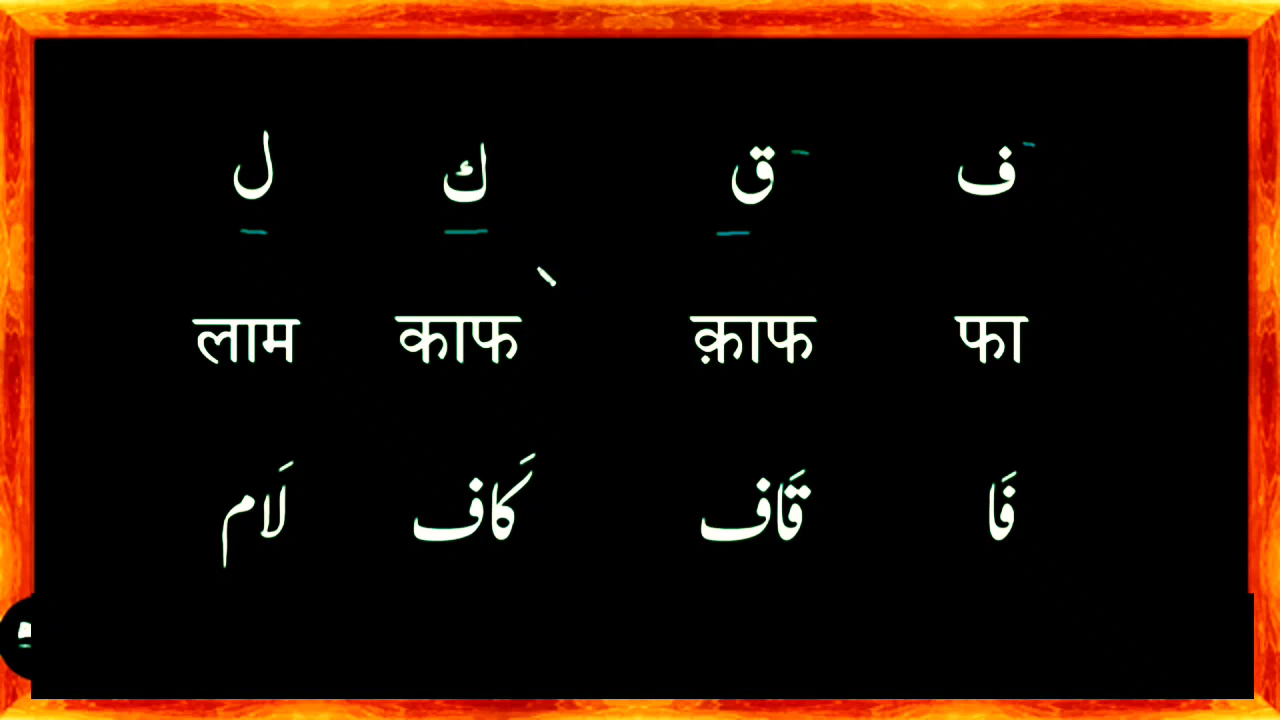 ف ق ك ل
फा क़ाफ काफ लाम
فَا قَاف كَاف لَام